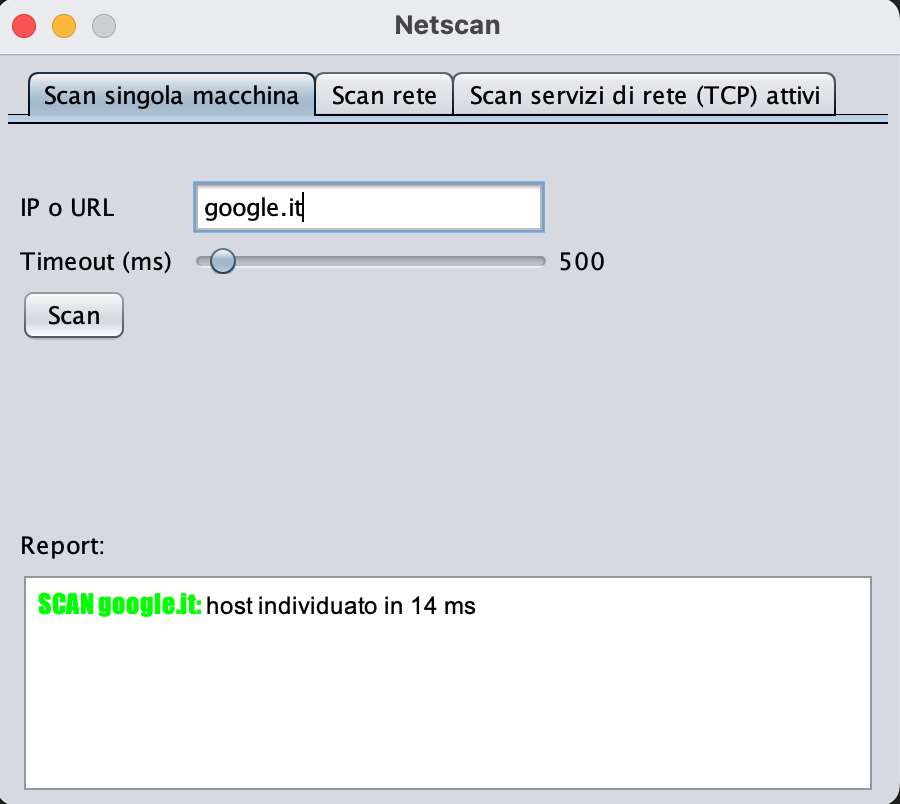 Netscan
Scan singola macchina Scan rete Scan servizi di rete (TCP) attivi
IP o URL google.it
Timeout (ms) 500
Scan
Report:
SCAN google.it: host individuato in 14 ms